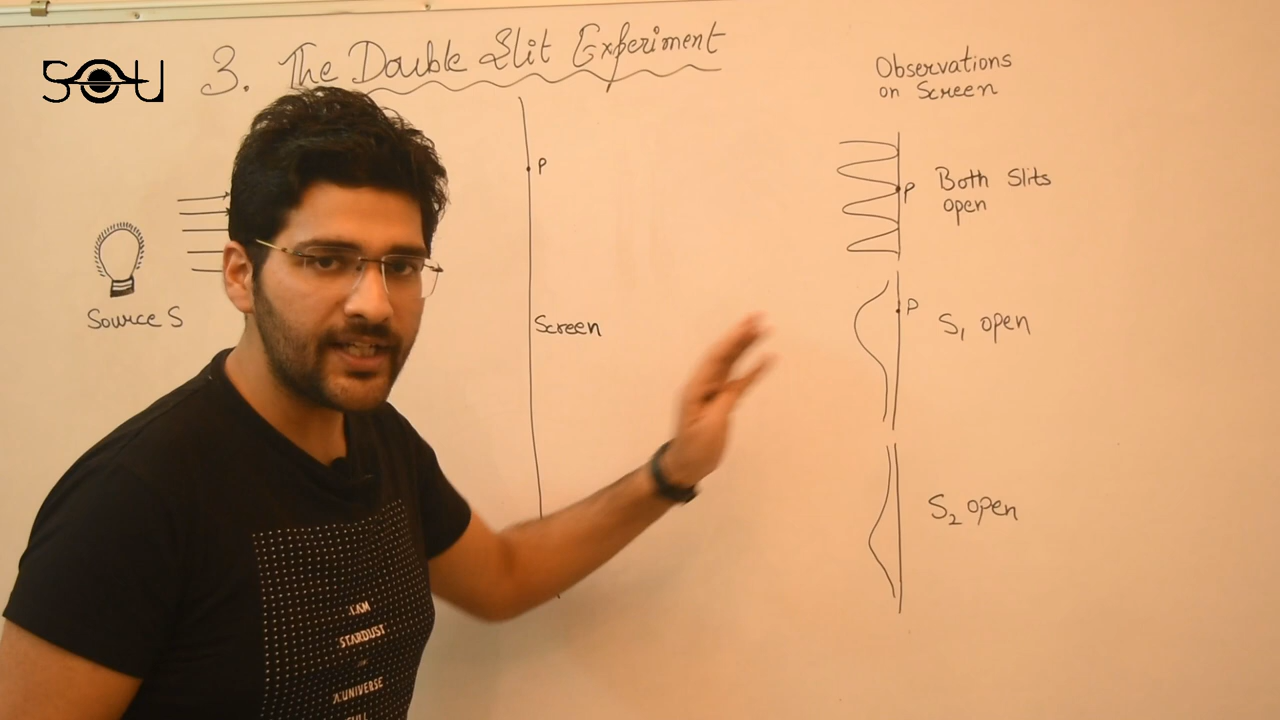 SOU
3. The Double Slit Experiment
Observations
on Screen
P
P
Both Slits
open
Source S
Screen
P
S₁ open
S₂ open
I AM
STARDUST
A UNIVERSE